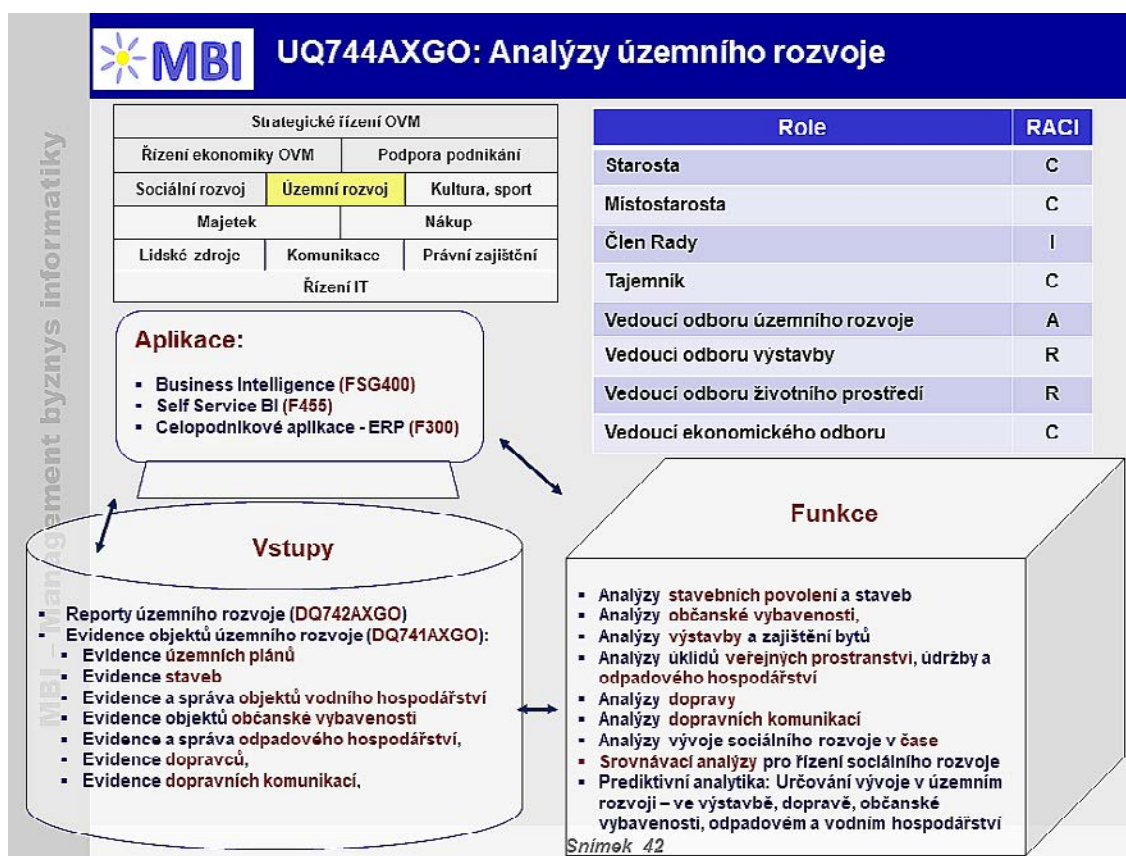 MBI
UQ744AXGO: Analýzy územního rozvoje
MBI – Management byznys informatiky
Strategické řízení OVM
Řízení ekonomiky OVM
Podpora podnikání
Sociální rozvoj
Územní rozvoj
Kultura, sport
Majetek
Nákup
Lidské zdroje
Komunikace
Právní zajištění
Řízení IT
Role RACI
Starosta C
Místostarosta C
Člen Rady I
Tajemník C
Vedoucí odboru územního rozvoje A
Vedoucí odboru výstavby R
Vedoucí odboru životního prostředí R
Vedoucí ekonomického odboru C
Aplikace:
▪ Business Intelligence (FSG400)
▪ Self Service BI (F455)
▪ Celopodnikové aplikace - ERP (F300)
Vstupy
▪ Reporty územního rozvoje (DQ742AXGO)
▪ Evidence objektů územního rozvoje (DQ741AXGO):
▪ Evidence územních plánů
▪ Evidence staveb
▪ Evidence a správa objektů vodního hospodářství
▪ Evidence objektů občanské vybavenosti
▪ Evidence a správa odpadového hospodářství,
▪ Evidence dopravců,
▪ Evidence dopravních komunikací,
Funkce
▪ Analýzy stavebních povolení a staveb
▪ Analýzy občanské vybavenosti,
▪ Analýzy výstavby a zajištění bytů
▪ Analýzy úklidů veřejných prostranství, údržby a
odpadového hospodářství
▪ Analýzy dopravy
▪ Analýzy dopravních komunikací
▪ Analýzy vývoje sociálního rozvoje v čase
▪ Srovnávací analýzy pro řízení sociálního rozvoje
▪ Prediktivní analytika: Určování vývoje v územním
rozvoji – ve výstavbě, dopravě, občanské
vybavenosti, odpadovém a vodním hospodářství
Snímek 42